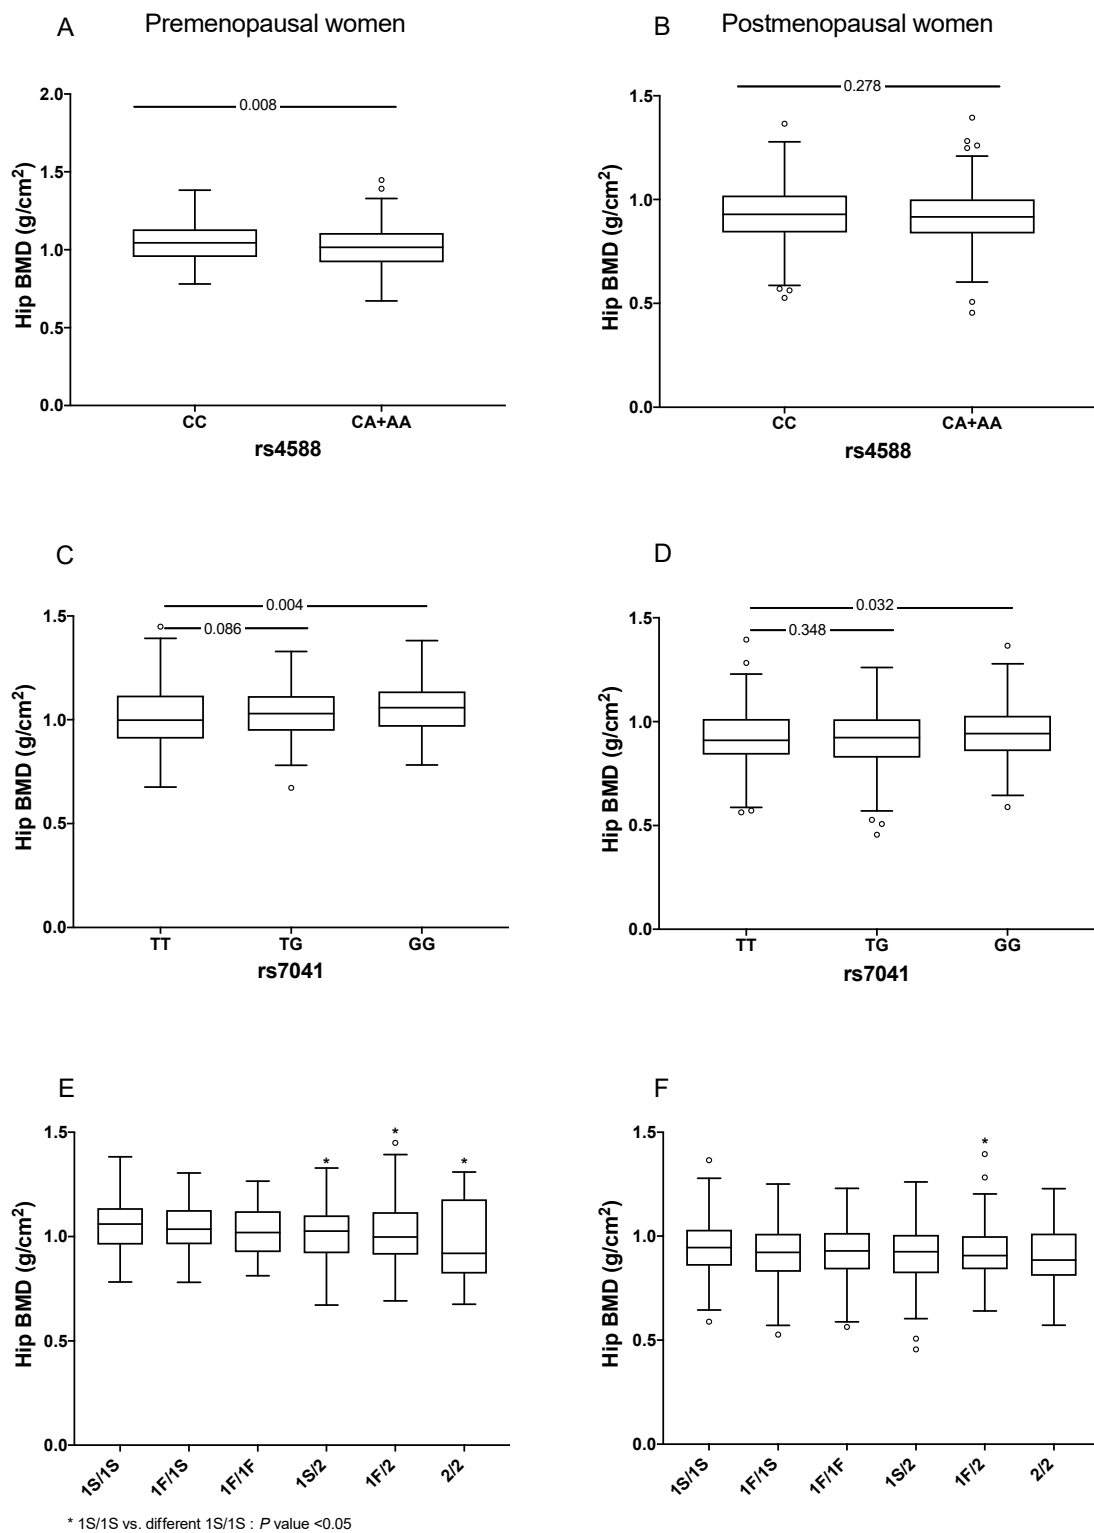 A Premenopausal women
B Postmenopausal women
2.0
1.5
1.0
0.5
0.0
Hip BMD (g/cm²)
0.008
CC CA+AA
rs4588
1.5
1.0
0.5
0.0
Hip BMD (g/cm²)
0.278
CC CA+AA
rs4588
C
1.5
1.0
0.5
0.0
Hip BMD (g/cm²)
0.004
0.086
TT TG GG
rs7041
D
1.5
1.0
0.5
0.0
Hip BMD (g/cm²)
0.032
0.348
TT TG GG
rs7041
E
1.5
1.0
0.5
0.0
Hip BMD (g/cm²)
* * *
1S/1S 1F/1S 1F/1F 1S/2 1F/2 2/2
F
1.5
1.0
0.5
0.0
Hip BMD (g/cm²)
*
1S/1S 1F/1S 1F/1F 1S/2 1F/2 2/2
* 1S/1S vs. different 1S/1S : P value <0.05